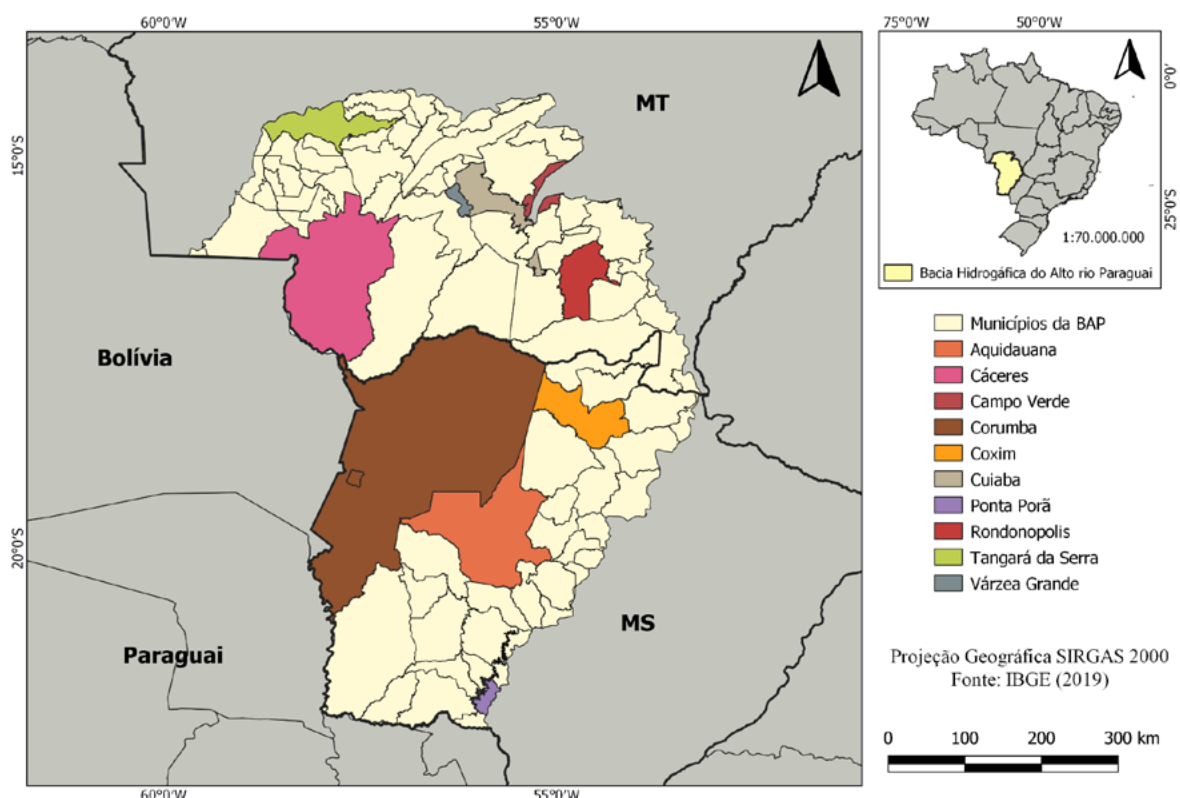 60°0'W
55°0'W
15°0'S
20°0'S
MT
Bolívia
Paraguai
MS
60°0'W
55°0'W
75°0'W
50°0'W
0°0'
25°0'S
1:70.000.000
Bacia Hidrogáfica do Alto rio Paraguai
Municípios da BAP
Aquidauana
Cáceres
Campo Verde
Corumba
Coxim
Cuiaba
Ponta Porã
Rondonopolis
Tangará da Serra
Várzea Grande
Projeção Geográfica SIRGAS 2000
Fonte: IBGE (2019)
0 100 200 300 km